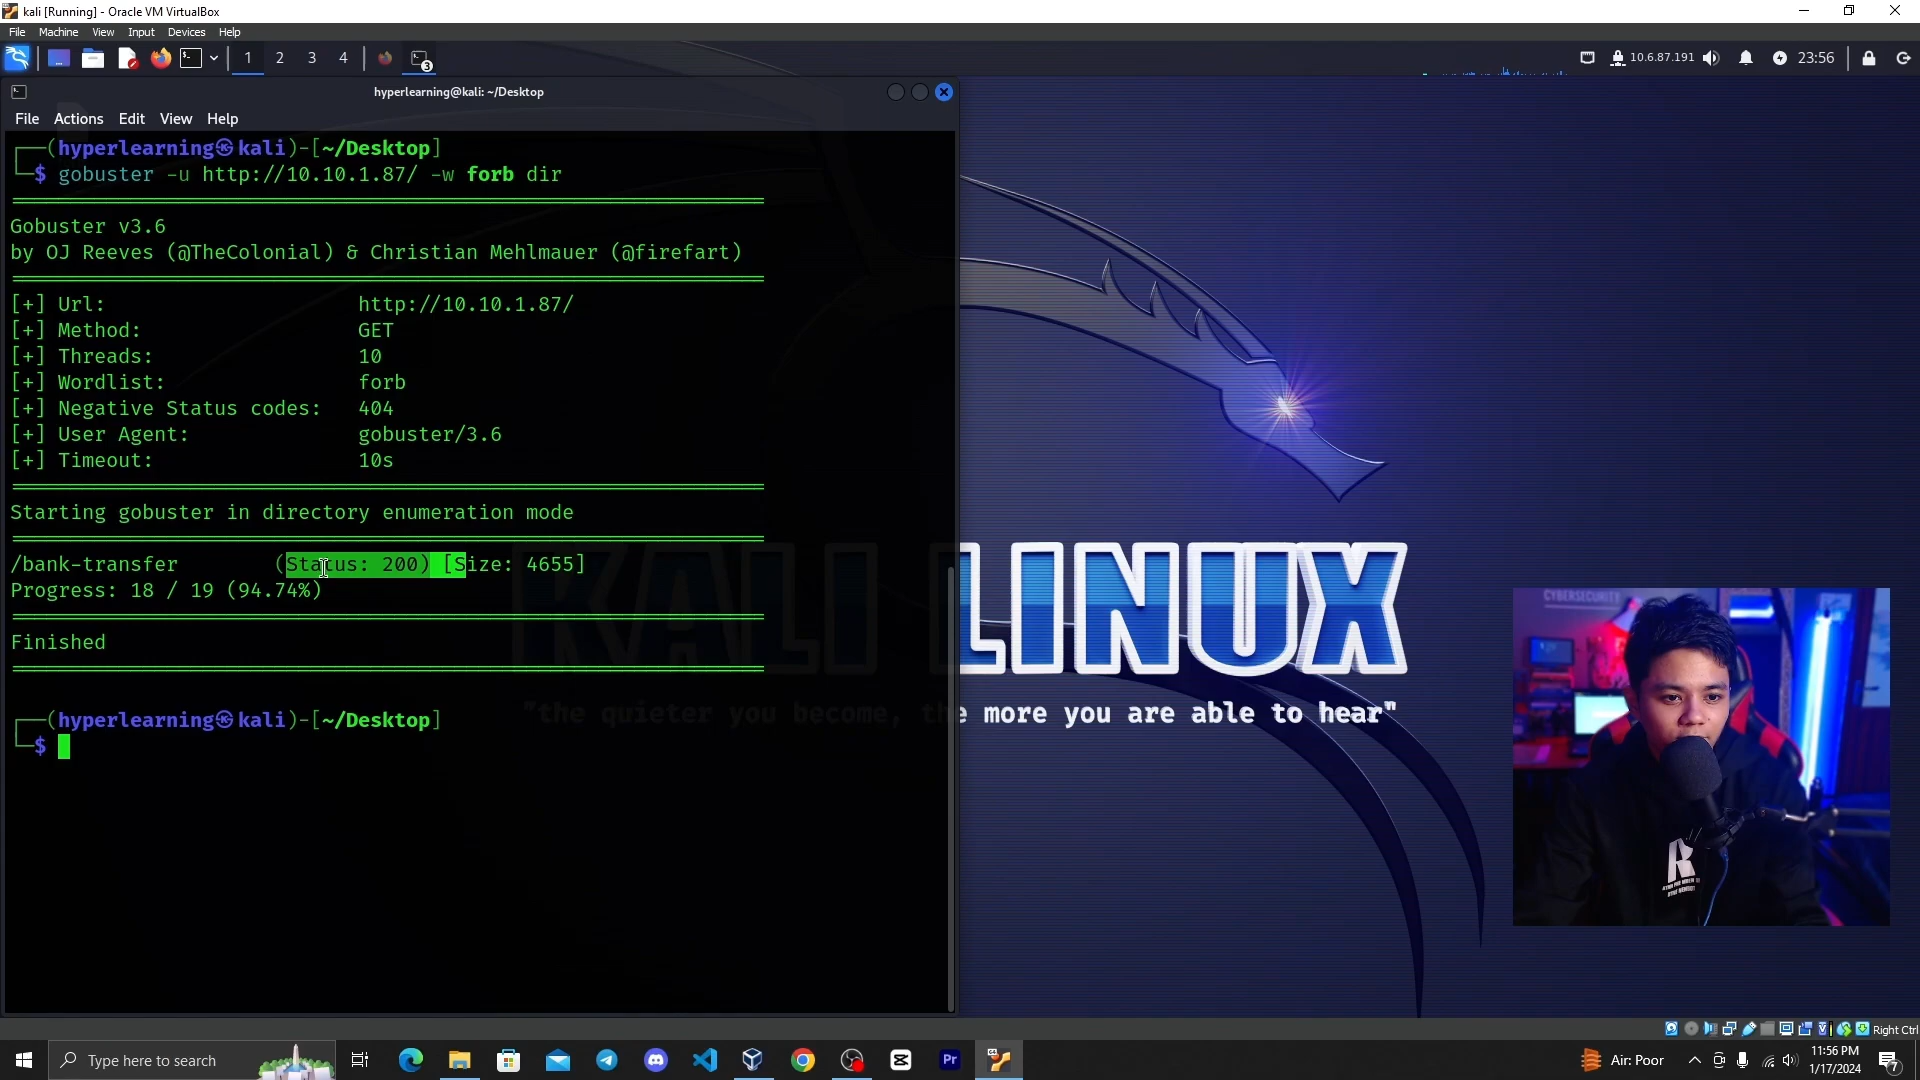 kali [Running] - Oracle VM VirtualBox
File Machine View Input Devices Help
1 2 3 4
3
10.6.87.191
23:56
hyperlearning@kali: ~/Desktop
File Actions Edit View Help
(hyperlearning㉿kali)-[~/Desktop]
$ gobuster -u http://10.10.1.87/ -w forb dir
Gobuster v3.6
by OJ Reeves (@TheColonial) & Christian Mehlmauer (@firefart)
[+] Url: http://10.10.1.87/
[+] Method: GET
[+] Threads: 10
[+] Wordlist: forb
[+] Negative Status codes: 404
[+] User Agent: gobuster/3.6
[+] Timeout: 10s
Starting gobuster in directory enumeration mode
/bank-transfer (Status: 200) [Size: 4655]
Progress: 18 / 19 (94.74%)
Finished
(hyperlearning㉿kali)-[~/Desktop]
$
KALI LINUX
"the quieter you become, the more you are able to hear"
CYBERSECURITY
Right Ctrl
Type here to search
Pr
Air: Poor
11:56 PM
1/17/2024
7